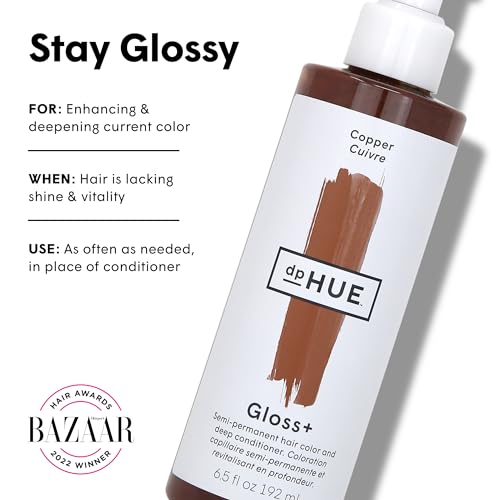 Stay Glossy
FOR: Enhancing &
deepening current color
WHEN: Hair is lacking
shine & vitality
USE: As often as needed,
in place of conditioner
HAIR AWARDS
BAZAAR
2022 WINNER
Copper
Cuivre
dpHUE
Gloss+
Semi-permanent hair color and
deep conditioner. Coloration
capillaire semi-permanente et
revitalisant en profondeur.
6.5 fl oz 192 ml